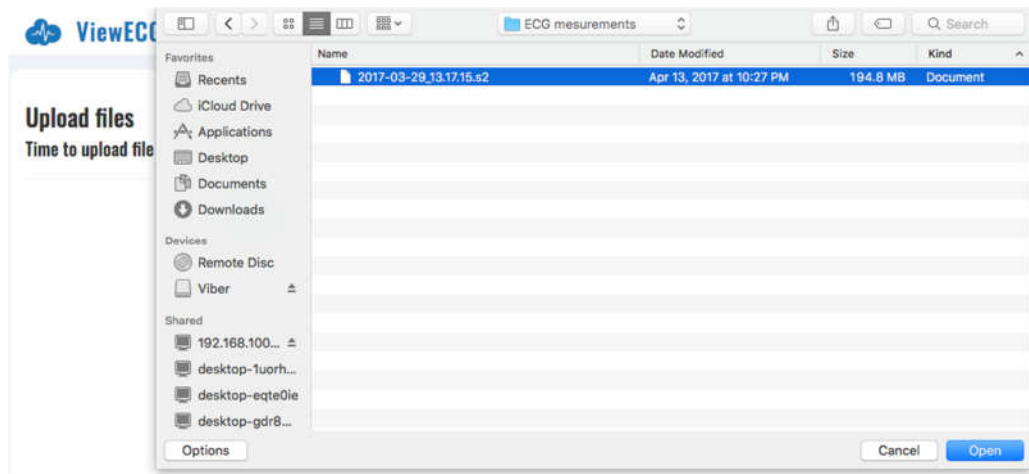 ViewECG
Upload files
Time to upload file
ECG mesurements
Search
Favorites
Recents
iCloud Drive
Applications
Desktop
Documents
Downloads
Devices
Remote Disc
Viber
Shared
192.168.100...
desktop-1uorh...
desktop-eqte0ie
desktop-gdr8...
Name Date Modified Size Kind
2017-03-29_13.17.15.s2 Apr 13, 2017 at 10:27 PM 194.8 MB Document
Options Cancel Open